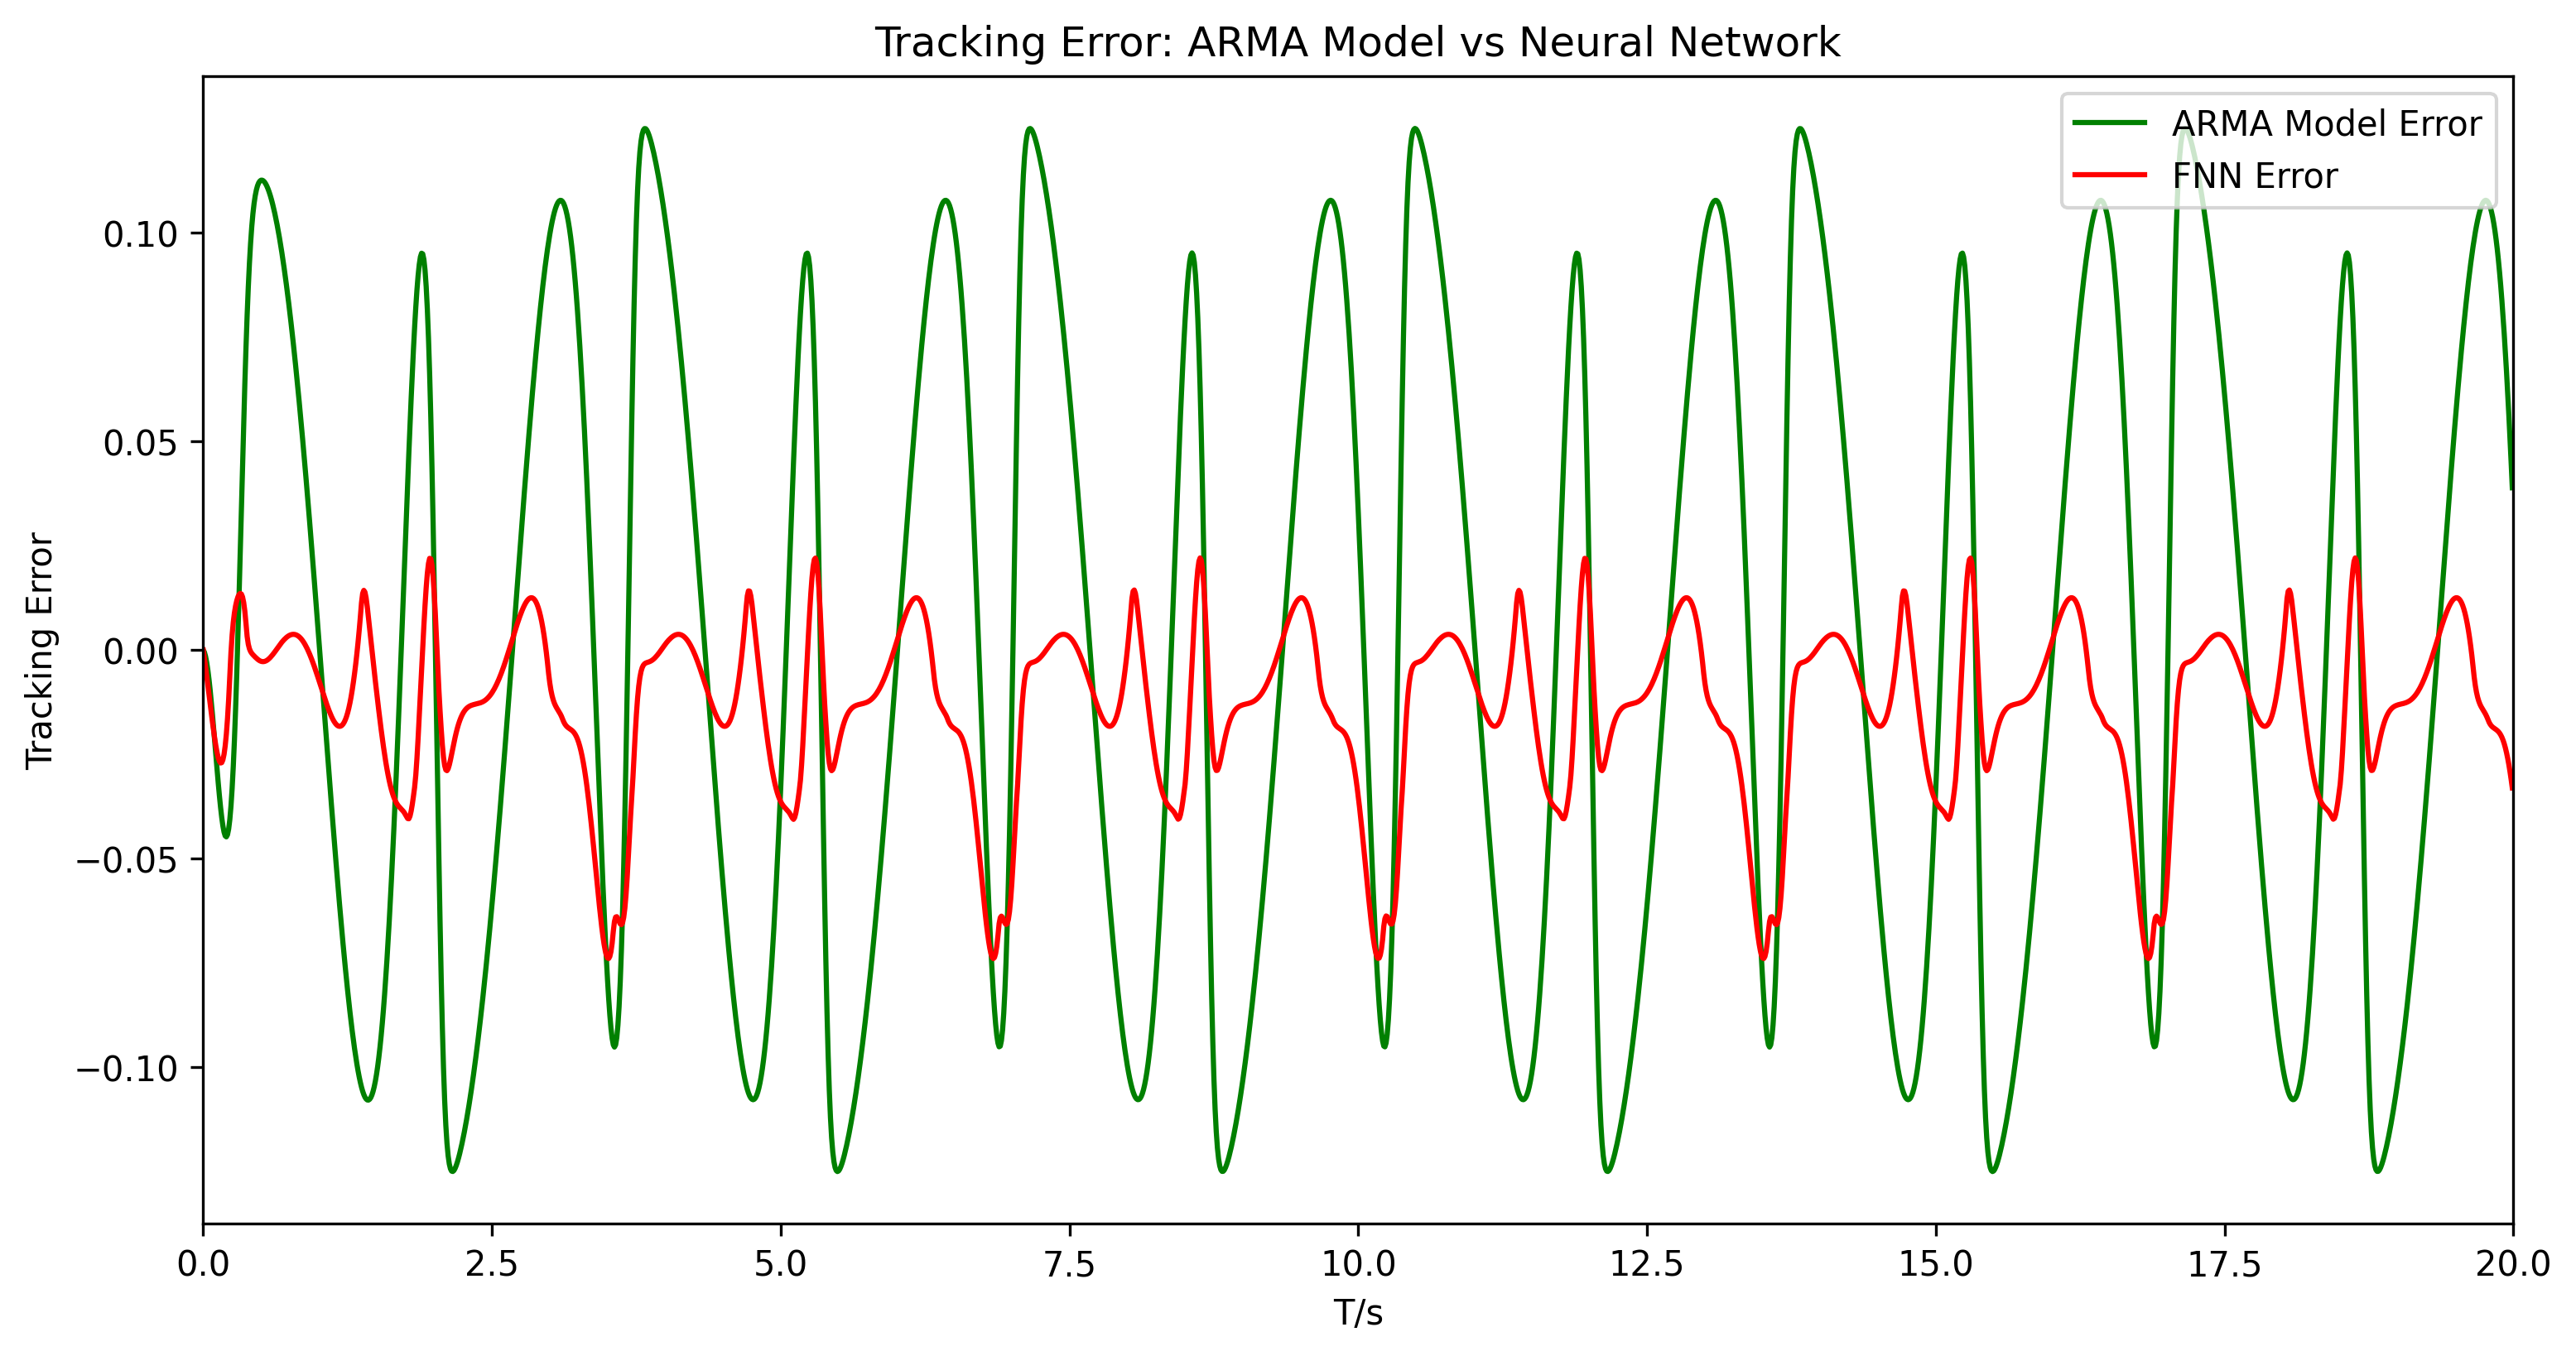 Tracking Error: ARMA Model vs Neural Network
ARMA Model Error
FNN Error
Tracking Error
0.10
0.05
0.00
−0.05
−0.10
0.0 2.5 5.0 7.5 10.0 12.5 15.0 17.5 20.0
T/s